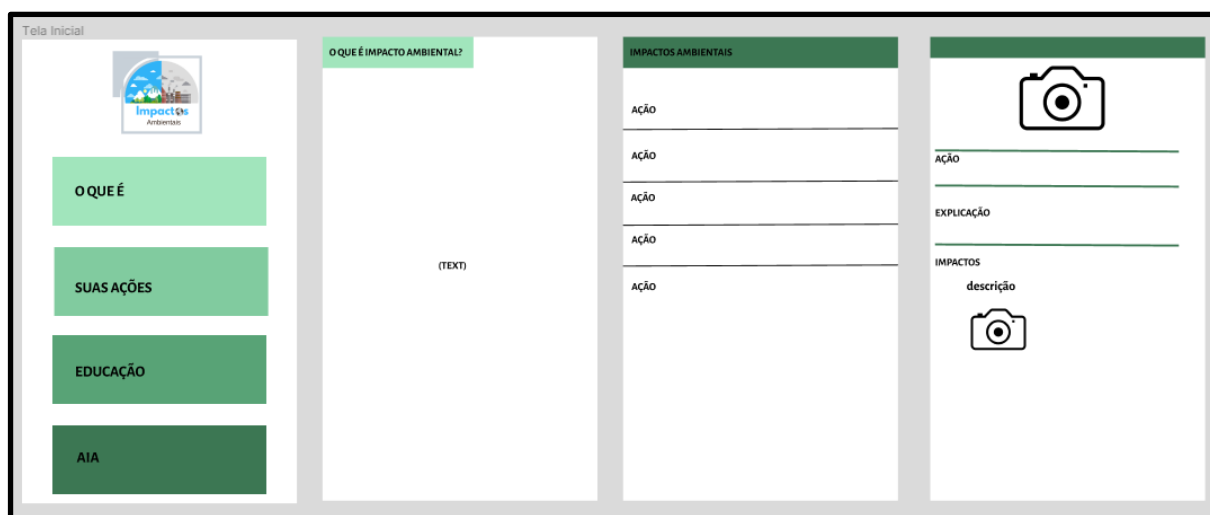 Tela Inicial
Impactos
Ambientais
O QUE É
SUAS AÇÕES
EDUCAÇÃO
AIA
O QUE É IMPACTO AMBIENTAL?
(TEXT)
IMPACTOS AMBIENTAIS
AÇÃO
AÇÃO
AÇÃO
AÇÃO
AÇÃO
AÇÃO
EXPLICAÇÃO
IMPACTOS
descrição